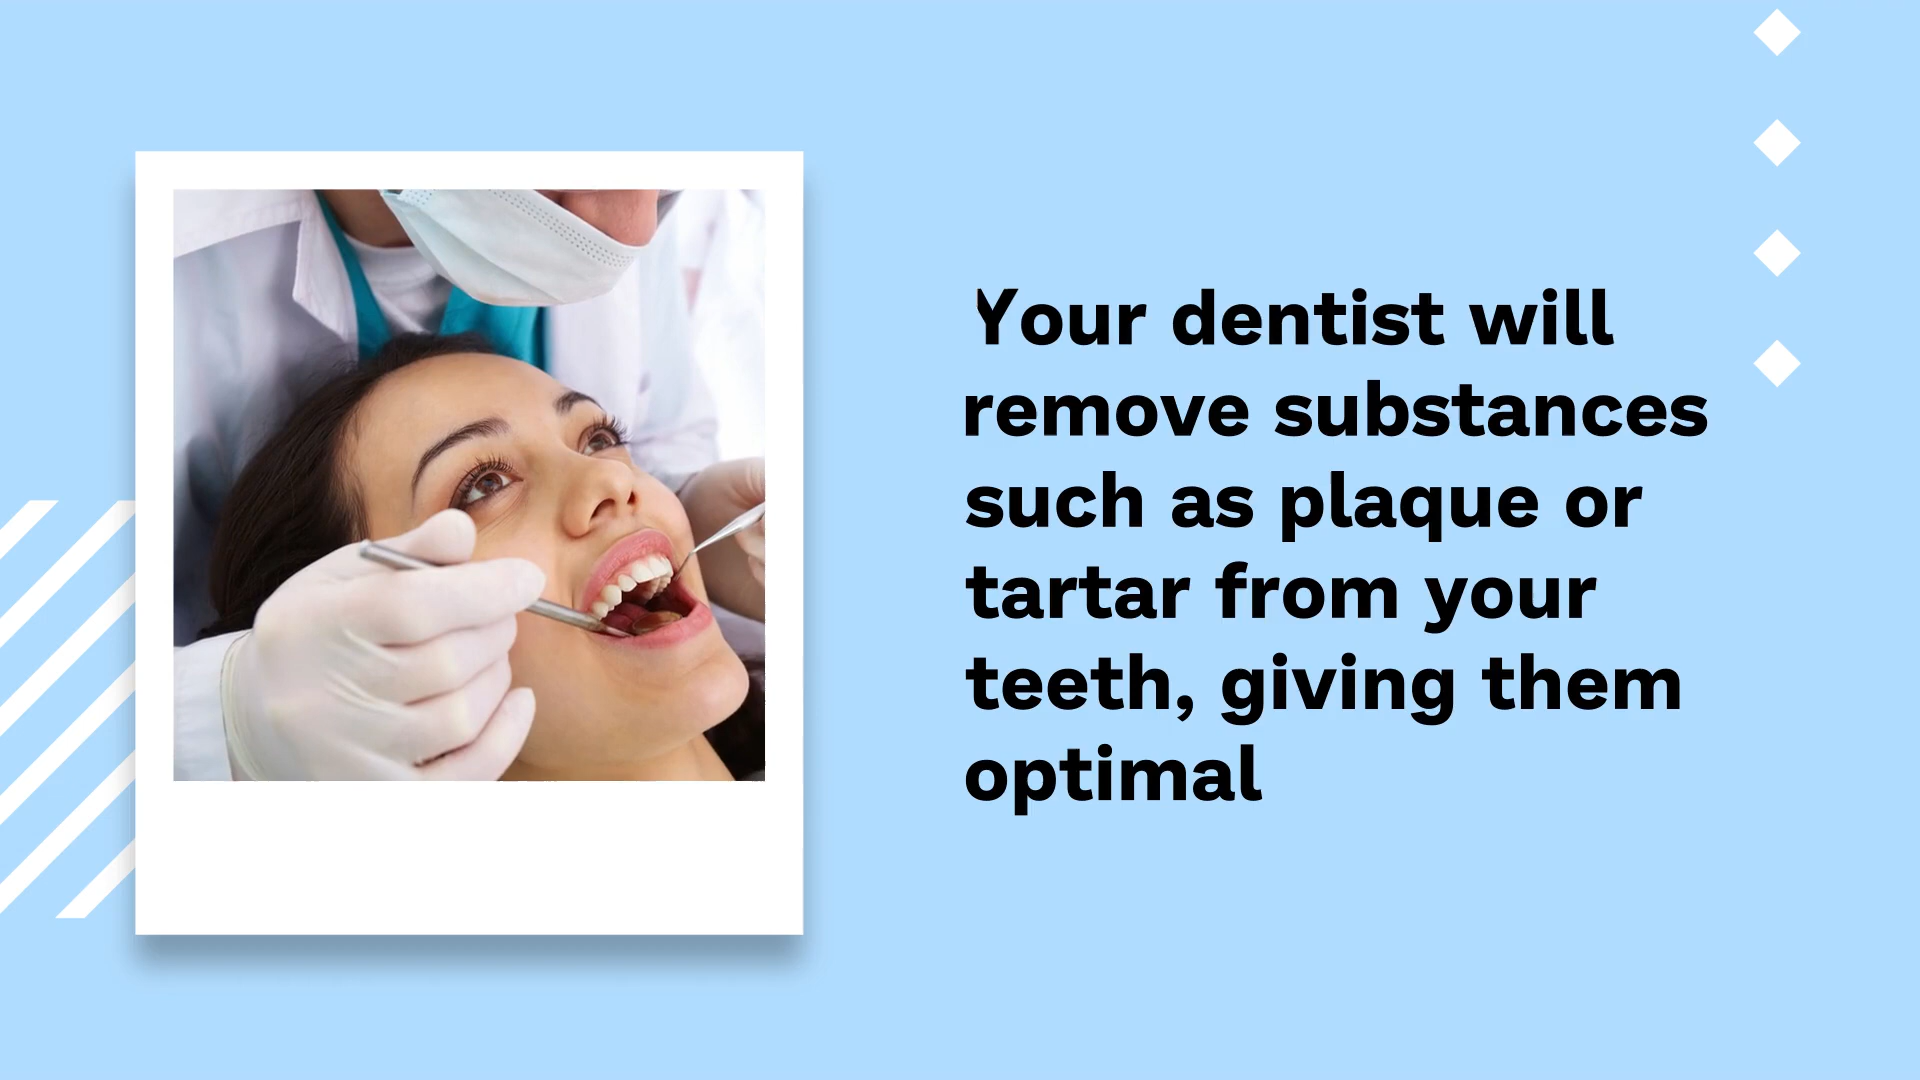 Your dentist will
remove substances
such as plaque or
tartar from your
teeth, giving them
optimal